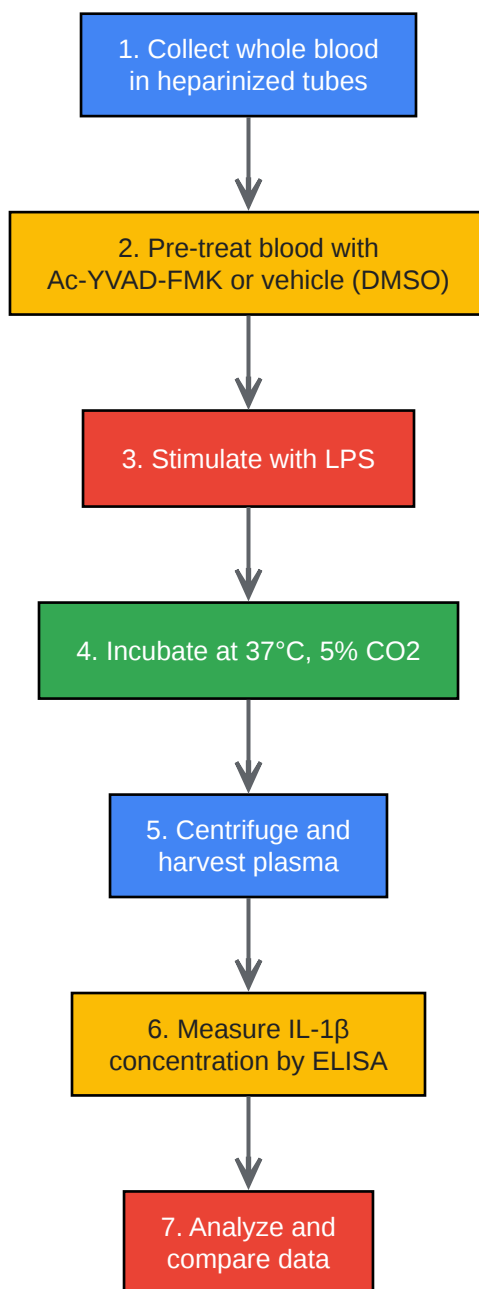 1. Collect whole blood
in heparinized tubes
2. Pre-treat blood with
Ac-YVAD-FMK or vehicle (DMSO)
3. Stimulate with LPS
4. Incubate at 37°C, 5% CO2
5. Centrifuge and
harvest plasma
6. Measure IL-1β
concentration by ELISA
7. Analyze and
compare data